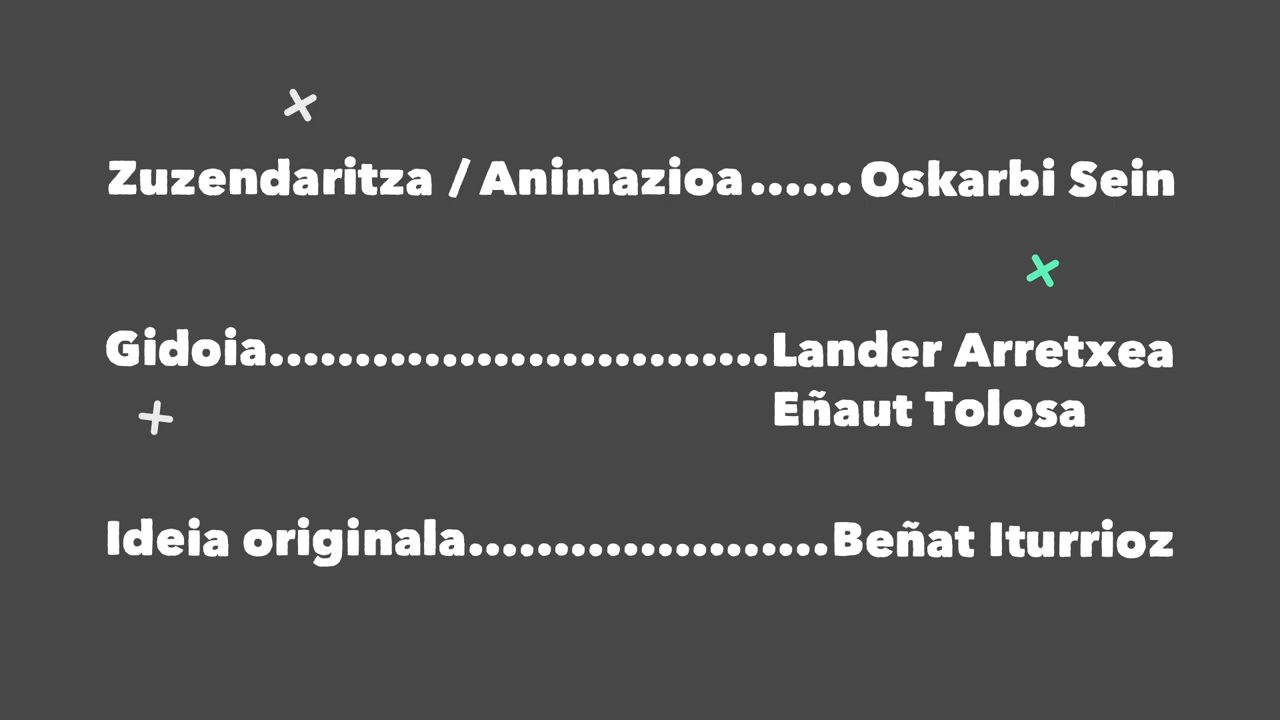 Zuzendaritza / Animazioa......Oskarbi Sein
Gidoia.............................Lander Arretxea
Eñaut Tolosa
Ideia originala.........................Beñat Iturrioz